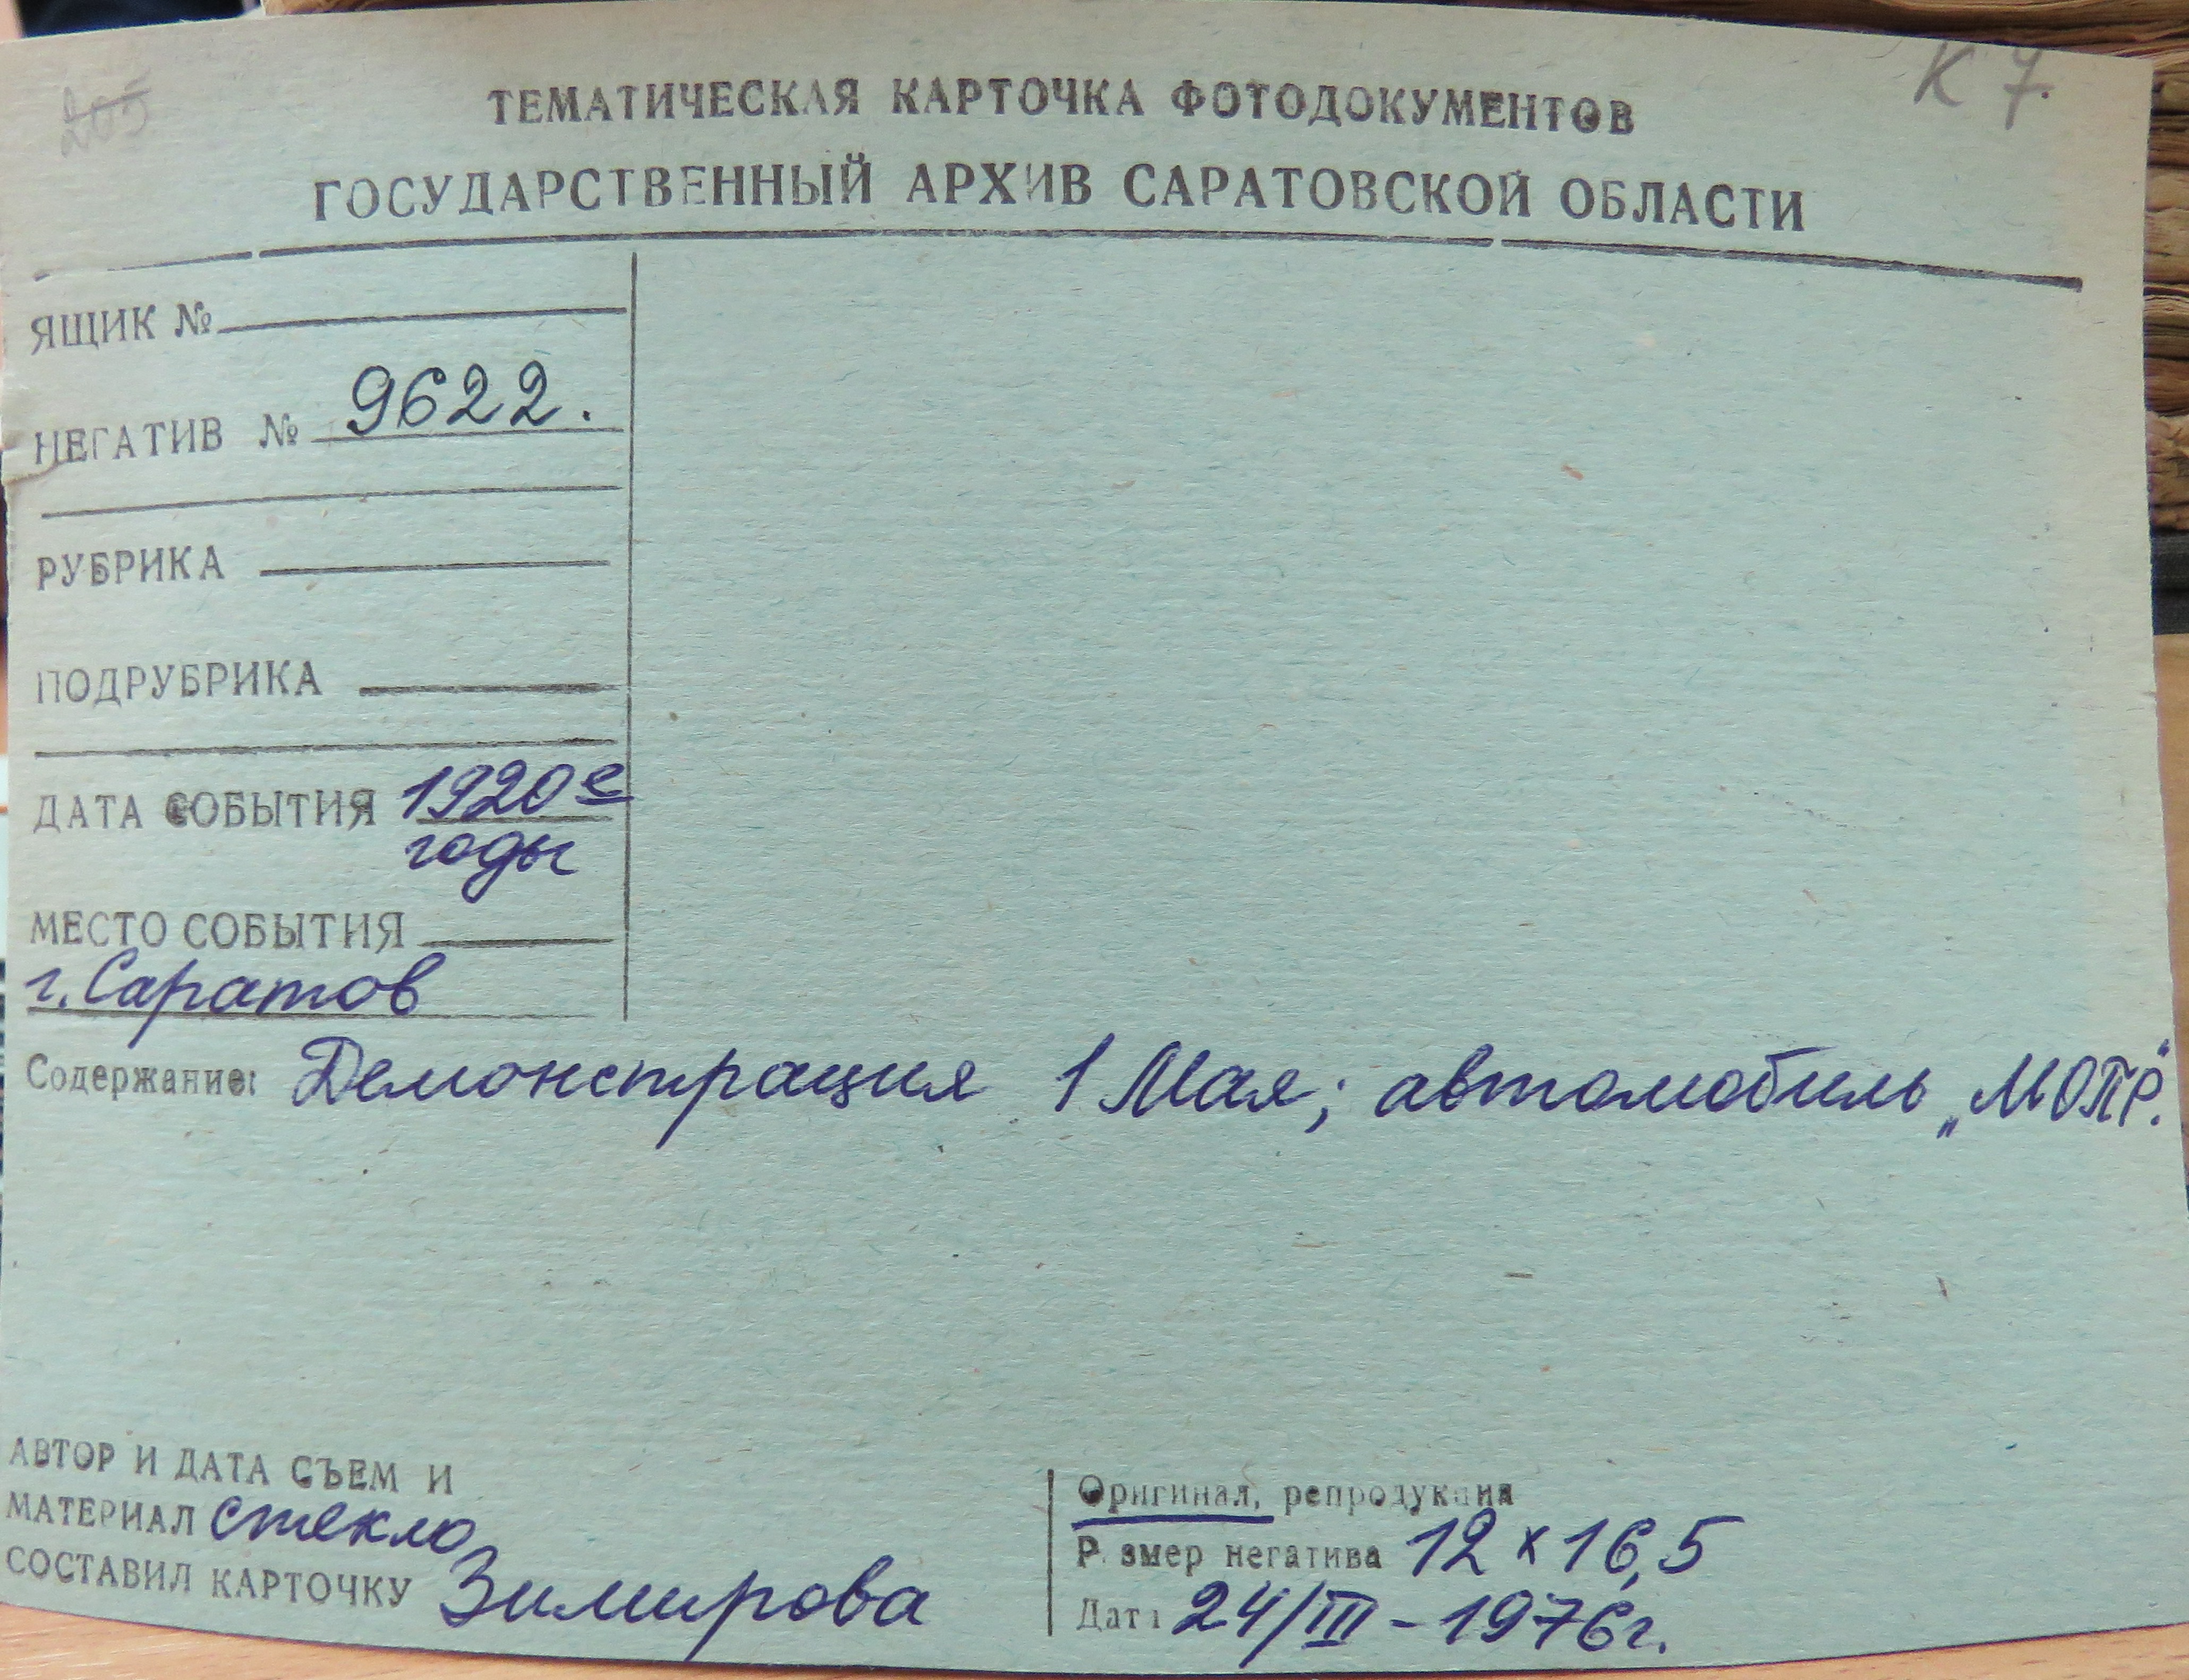 205
К 7.
ТЕМАТИЧЕСКАЯ КАРТОЧКА ФОТОДОКУМЕНТОВ
ГОСУДАРСТВЕННЫЙ АРХИВ САРАТОВСКОЙ ОБЛАСТИ
ЯЩИК №
НЕГАТИВ № 9622.
РУБРИКА
ПОДРУБРИКА
ДАТА СОБЫТИЯ 1920е
годы
МЕСТО СОБЫТИЯ
г. Саратов
Содержание: Демонстрация 1 Мая; автомобиль „МОПР".
АВТОР И ДАТА СЪЕМ И
МАТЕРИАЛ стекло
СОСТАВИЛ КАРТОЧКУ Зимирова
Оригинал, репродукция
Р змер негатива 12 х 16,5
Дат 24/III - 1976г.